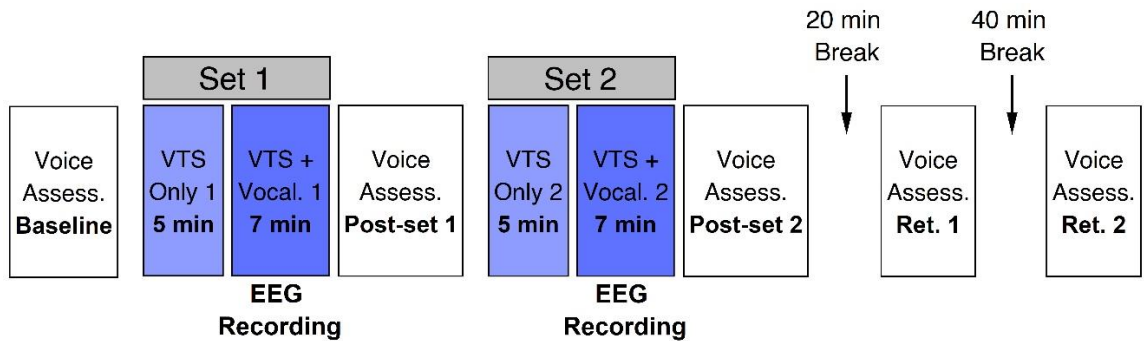 20 min
Break
40 min
Break
Set 1
Set 2
Voice
Assess.
Baseline
VTS
Only 1
5 min
VTS +
Vocal. 1
7 min
Voice
Assess.
Post-set 1
VTS
Only 2
5 min
VTS +
Vocal. 2
7 min
Voice
Assess.
Post-set 2
Voice
Assess.
Ret. 1
Voice
Assess.
Ret. 2
EEG
Recording
EEG
Recording